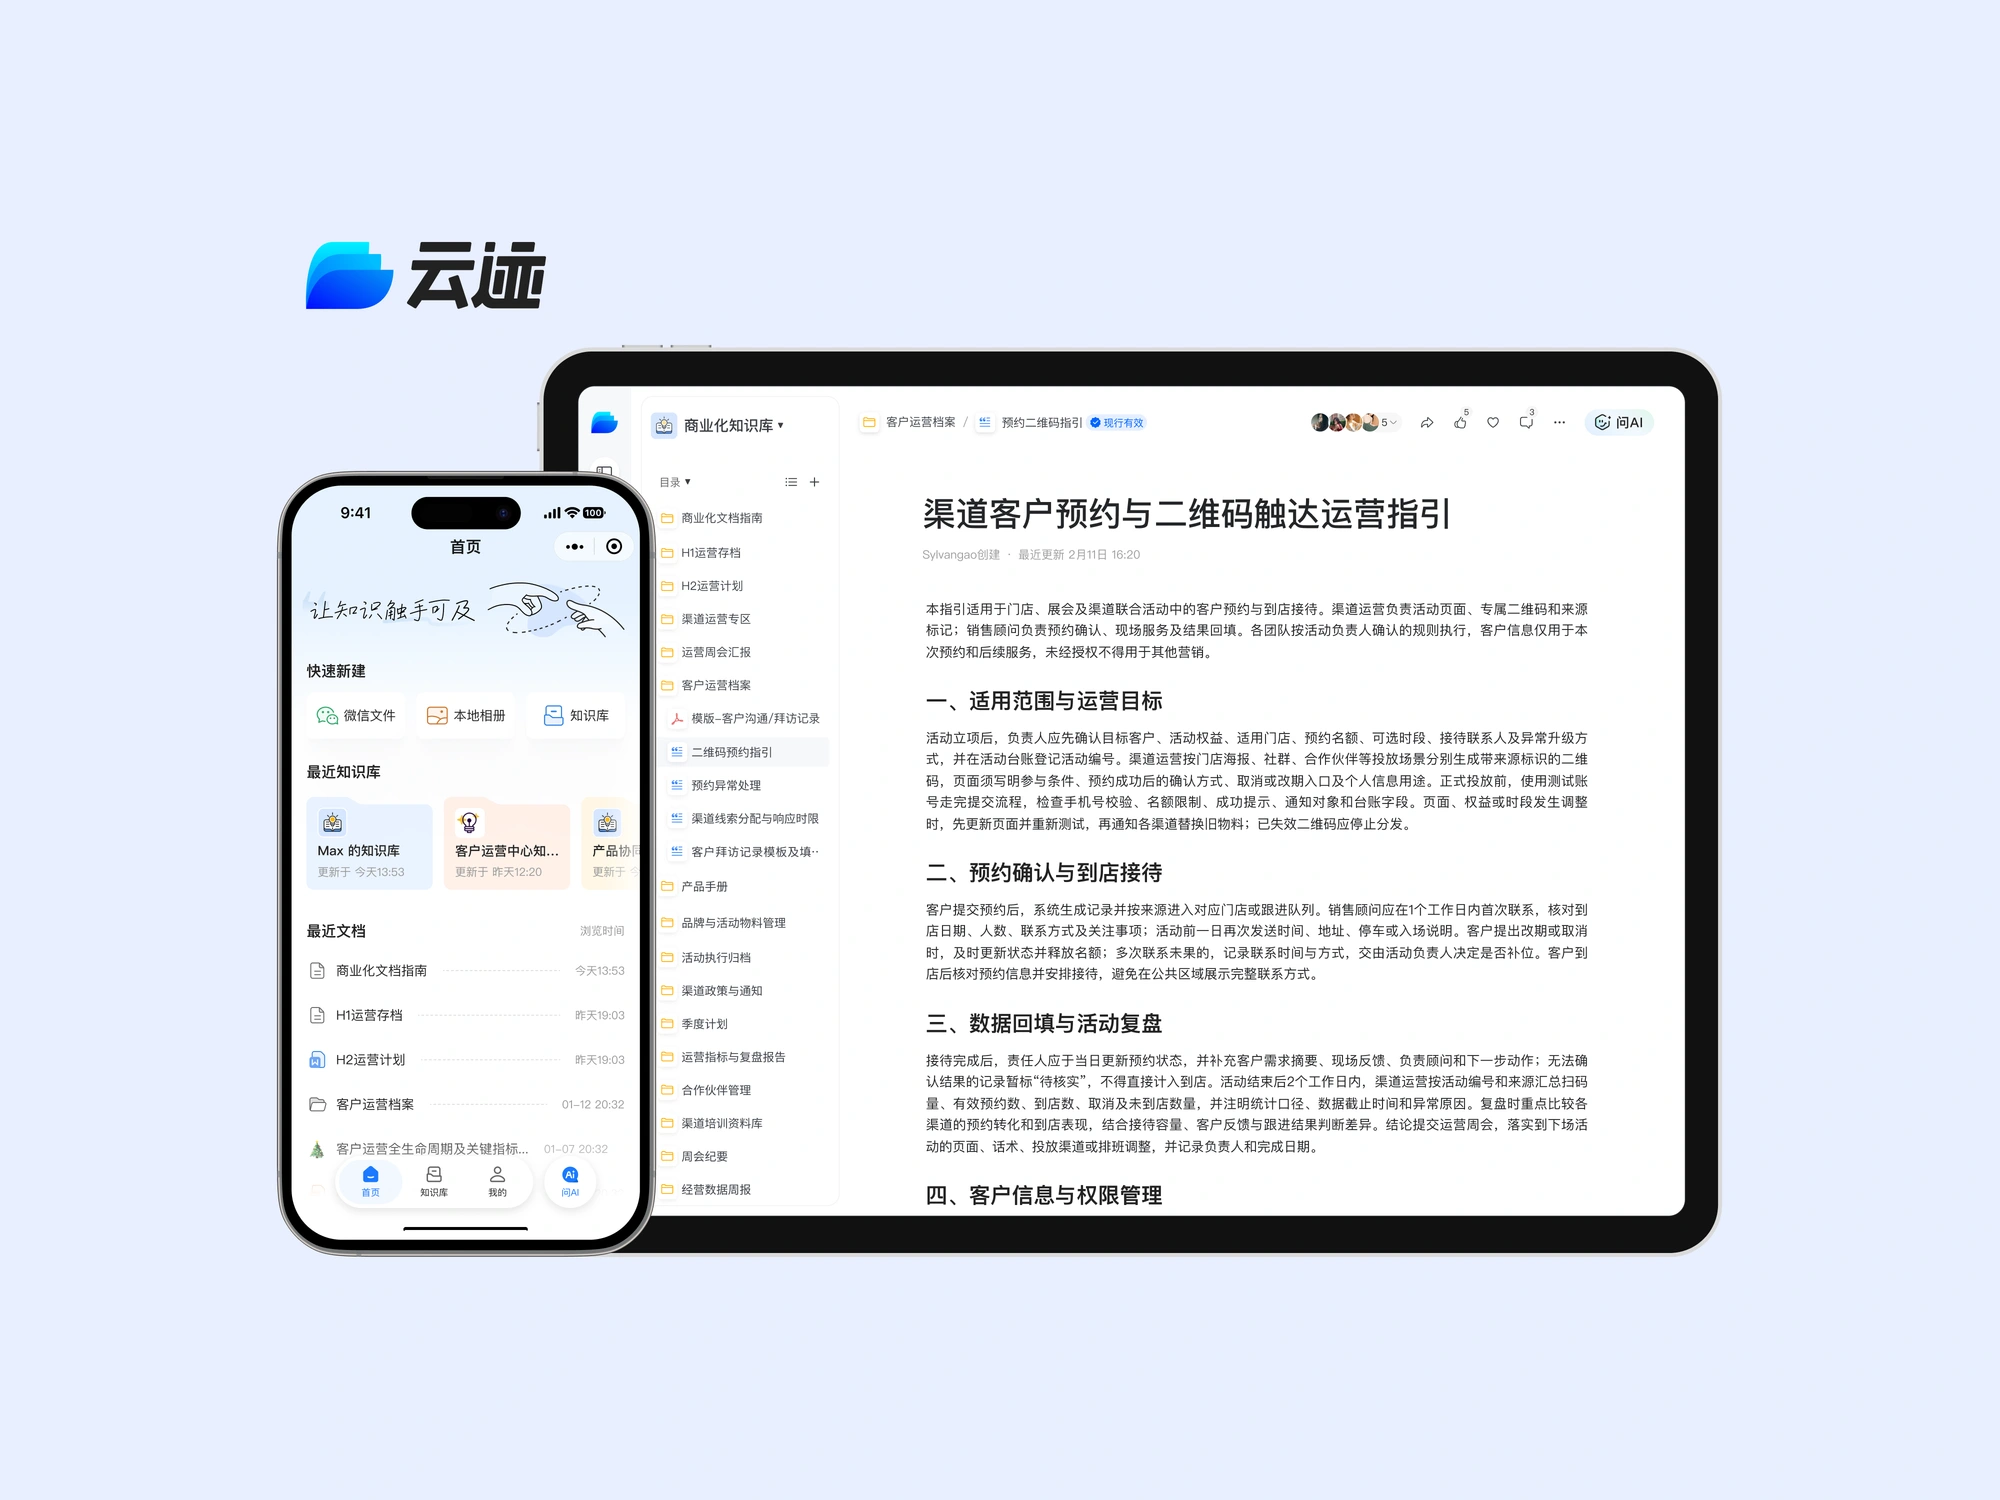 云迹
9:41
100
首页
让知识触手可及
快速新建
微信文件
本地相册
知识库
最近知识库
Max 的知识库
更新于 今天13:53
客户运营中心知...
更新于 昨天12:20
产品协同
更新于 今
最近文档
浏览时间
商业化文档指南
今天13:53
H1运营存档
昨天19:03
H2运营计划
昨天19:03
客户运营档案
01-12 20:32
客户运营全生命周期及关键指标...
01-07 20:32
首页
知识库
我的
问AI
商业化知识库
目录
商业化文档指南
H1运营存档
H2运营计划
渠道运营专区
运营周会汇报
客户运营档案
模版-客户沟通/拜访记录
二维码预约指引
预约异常处理
渠道线索分配与响应时限
客户拜访记录模板及填...
产品手册
品牌与活动物料管理
活动执行归档
渠道政策与通知
季度计划
运营指标与复盘报告
合作伙伴管理
渠道培训资料库
周会纪要
经营数据周报
客户运营档案 / 预约二维码指引 现行有效
5
5
3
问AI
渠道客户预约与二维码触达运营指引
Sylvangao创建 · 最近更新 2月11日 16:20
本指引适用于门店、展会及渠道联合活动中的客户预约与到店接待。渠道运营负责活动页面、专属二维码和来源
标记；销售顾问负责预约确认、现场服务及结果回填。各团队按活动负责人确认的规则执行，客户信息仅用于本
次预约和后续服务，未经授权不得用于其他营销。
一、适用范围与运营目标
活动立项后，负责人应先确认目标客户、活动权益、适用门店、预约名额、可选时段、接待联系人及异常升级方
式，并在活动台账登记活动编号。渠道运营按门店海报、社群、合作伙伴等投放场景分别生成带来源标识的二维
码，页面须写明参与条件、预约成功后的确认方式、取消或改期入口及个人信息用途。正式投放前，使用测试账
号走完提交流程，检查手机号校验、名额限制、成功提示、通知对象和台账字段。页面、权益或时段发生调整
时，先更新页面并重新测试，再通知各渠道替换旧物料；已失效二维码应停止分发。
二、预约确认与到店接待
客户提交预约后，系统生成记录并按来源进入对应门店或跟进队列。销售顾问应在1个工作日内首次联系，核对到
店日期、人数、联系方式及关注事项；活动前一日再次发送时间、地址、停车或入场说明。客户提出改期或取消
时，及时更新状态并释放名额；多次联系未果的，记录联系时间与方式，交由活动负责人决定是否补位。客户到
店后核对预约信息并安排接待，避免在公共区域展示完整联系方式。
三、数据回填与活动复盘
接待完成后，责任人应于当日更新预约状态，并补充客户需求摘要、现场反馈、负责顾问和下一步动作；无法确
认结果的记录暂标“待核实”，不得直接计入到店。活动结束后2个工作日内，渠道运营按活动编号和来源汇总扫码
量、有效预约数、到店数、取消及未到店数量，并注明统计口径、数据截止时间和异常原因。复盘时重点比较各
渠道的预约转化和到店表现，结合接待容量、客户反馈与跟进结果判断差异。结论提交运营周会，落实到下场活
动的页面、话术、投放渠道或排班调整，并记录负责人和完成日期。
四、客户信息与权限管理